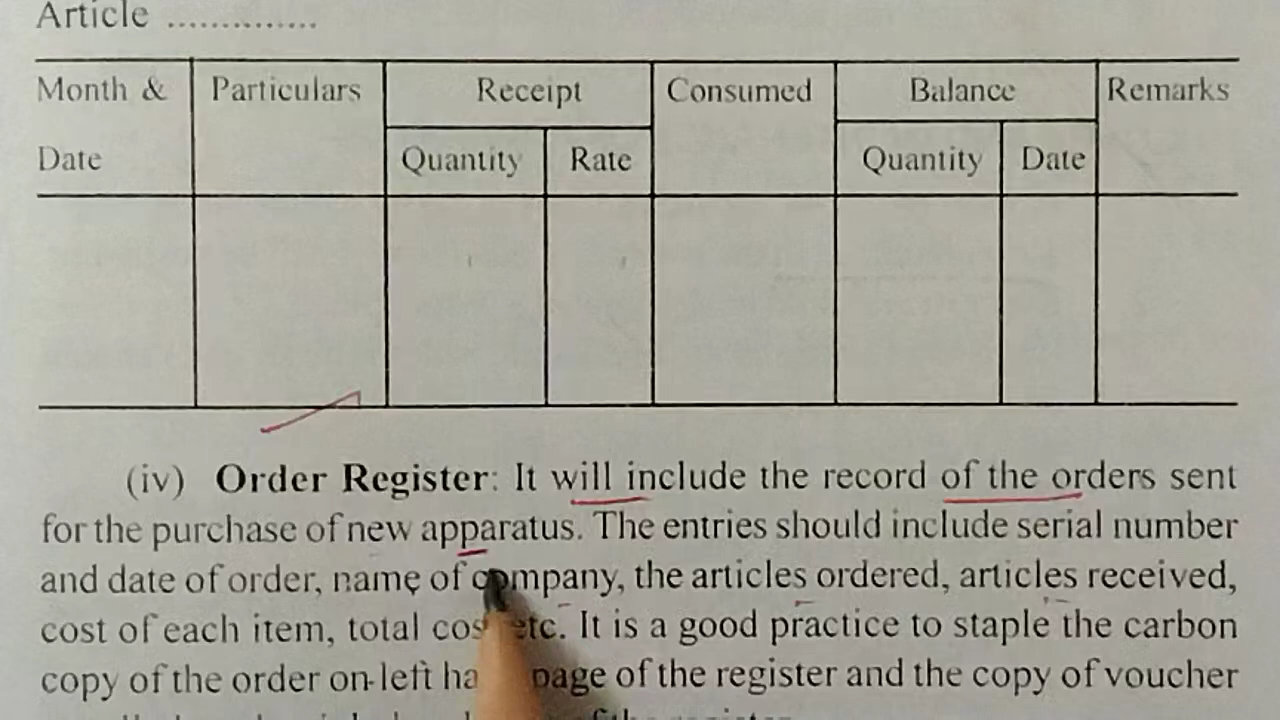 Article ..............
Month & Particulars Receipt Consumed Balance Remarks
Date Quantity Rate Quantity Date
(iv) Order Register: It will include the record of the orders sent
for the purchase of new apparatus. The entries should include serial number
and date of order, name of company, the articles ordered, articles received,
cost of each item, total etc. It is a good practice to staple the carbon
copy of the order on left page of the register and the copy of voucher
of the register